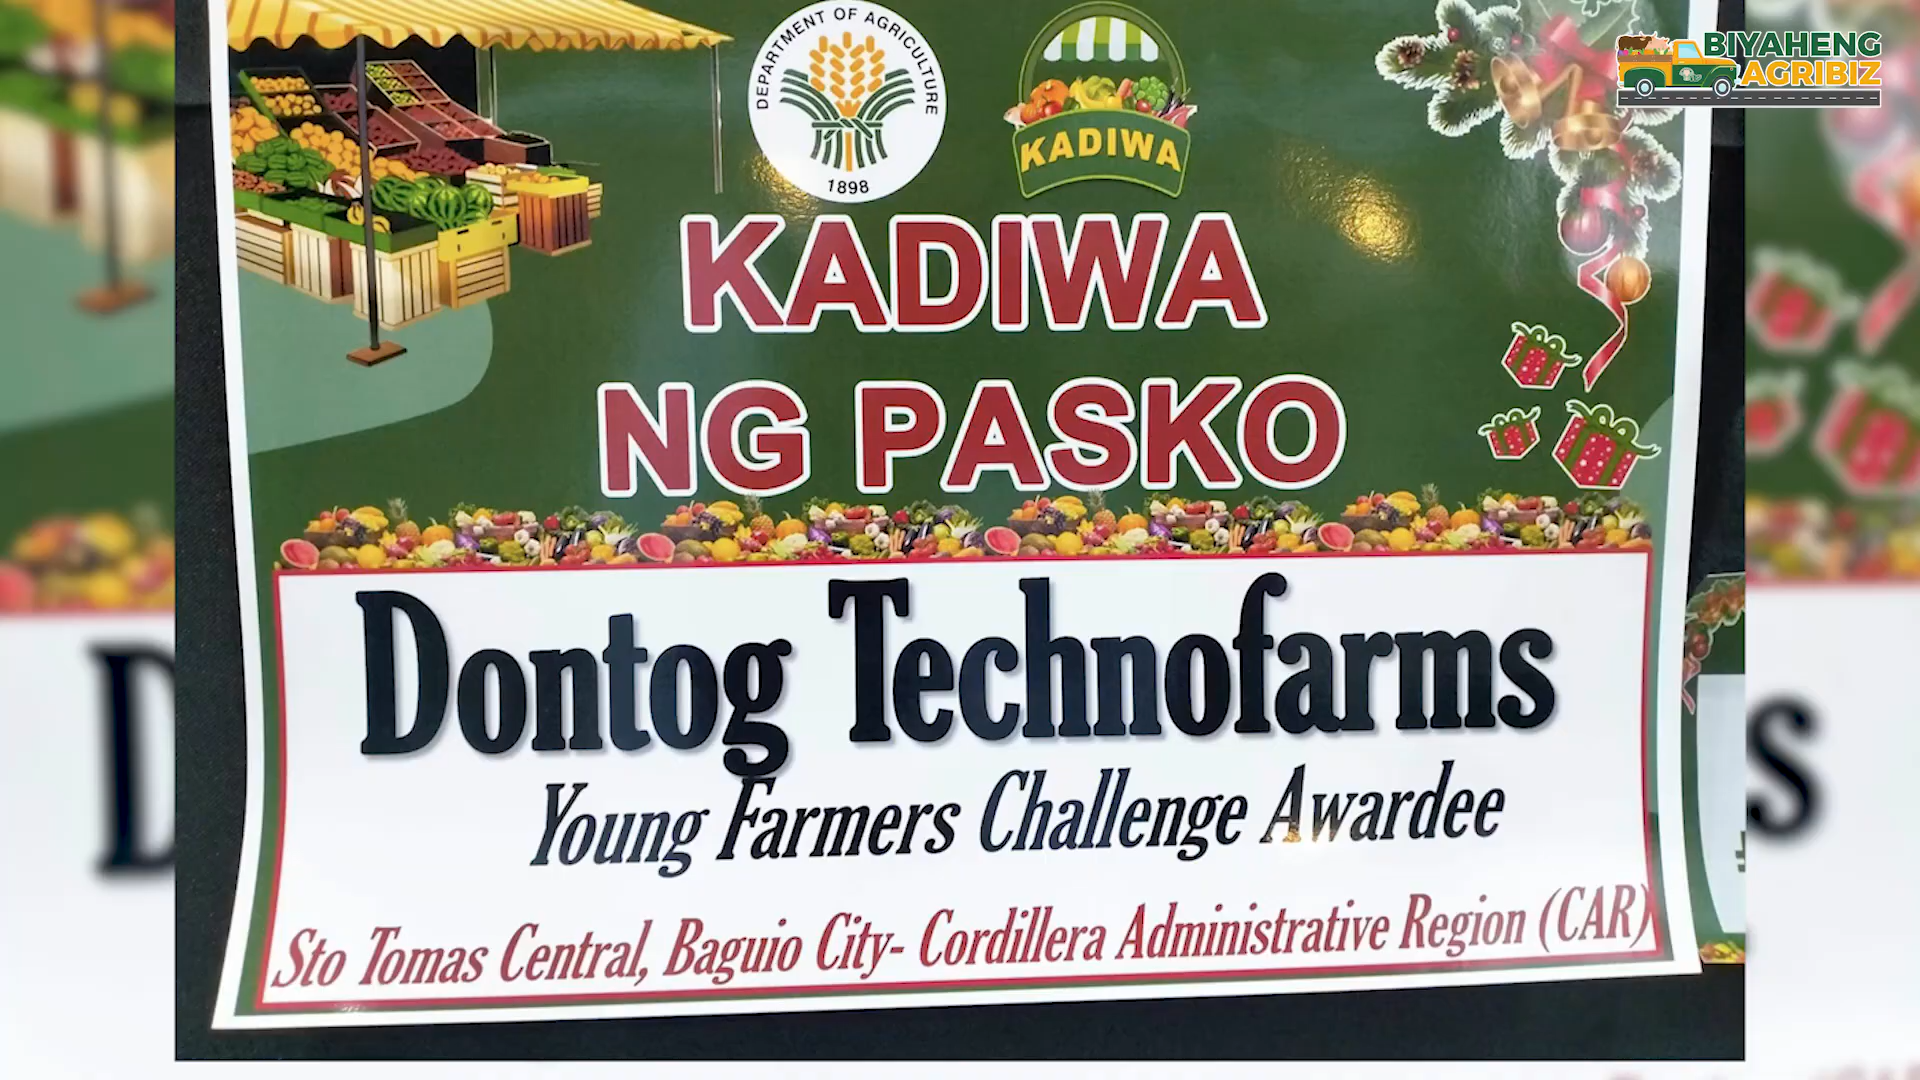 DEPARTMENT OF AGRICULTURE
1898
KADIWA
BIYAHENG
AGRIBIZ
KADIWA
NG PASKO
Dontog Technofarms
Young Farmers Challenge Awardee
Sto Tomas Central, Baguio City- Cordillera Administrative Region (CAR)